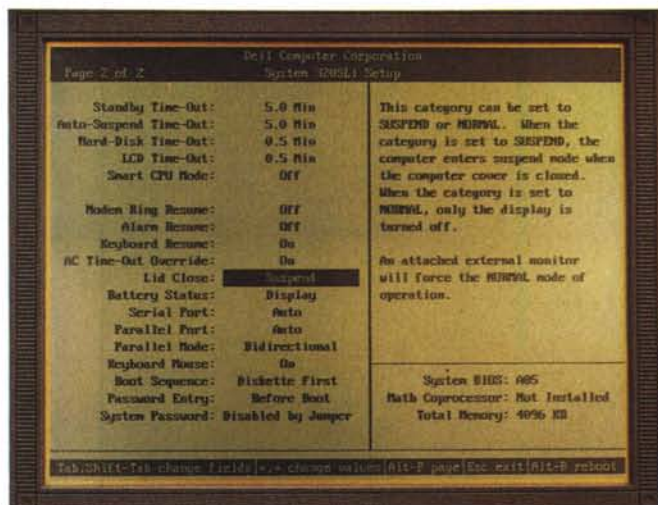 Dell Computer Corporation
Page 2 of 2
System 320SLi Setup
Standby Time-Out: 5.0 Min
Auto-Suspend Time-Out: 5.0 Min
Hard-Disk Time-Out: 0.5 Min
LCD Time-Out: 0.5 Min
Smart CPU Mode: Off
Modem Ring Resume: Off
Alarm Resume: Off
Keyboard Resume: On
AC Time-Out Override: On
Lid Close: Suspend
Battery Status: Display
Serial Port: Auto
Parallel Port: Auto
Parallel Mode: Bidirectional
Keyboard Mouse: On
Boot Sequence: Diskette First
Password Entry: Before Boot
System Password: Disabled by Jumper
This category can be set to
SUSPEND or NORMAL. When the
category is set to SUSPEND, the
computer enters suspend mode when
the computer cover is closed.
When the category is set to
NORMAL, only the display is
turned off.
An attached external monitor
will force the NORMAL mode of
operation.
System BIOS: A05
Math Coprocessor: Not Installed
Total Memory: 4096 KB
Tab,Shift-Tab change fields|←,→ change values|Alt-P page|Esc exit|Alt-B reboot